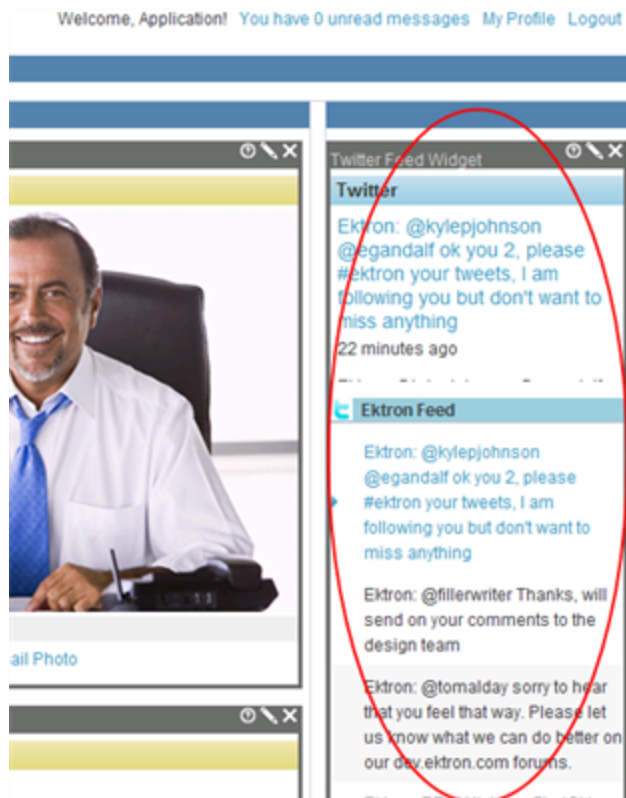 Welcome, Application! You have 0 unread messages My Profile Logout
Twitter Feed Widget
Twitter
Ektron: @kylepjohnson
@egandalf ok you 2, please
#ektron your tweets, I am
following you but don't want to
miss anything
22 minutes ago
Ektron Feed
Ektron: @kylepjohnson
@egandalf ok you 2, please
#ektron your tweets, I am
following you but don't want to
miss anything
Ektron: @fillerwriter Thanks, will
send on your comments to the
design team
ail Photo
Ektron: @tomalday sorry to hear
that you feel that way. Please let
us know what we can do better on
our dev.ektron.com forums.